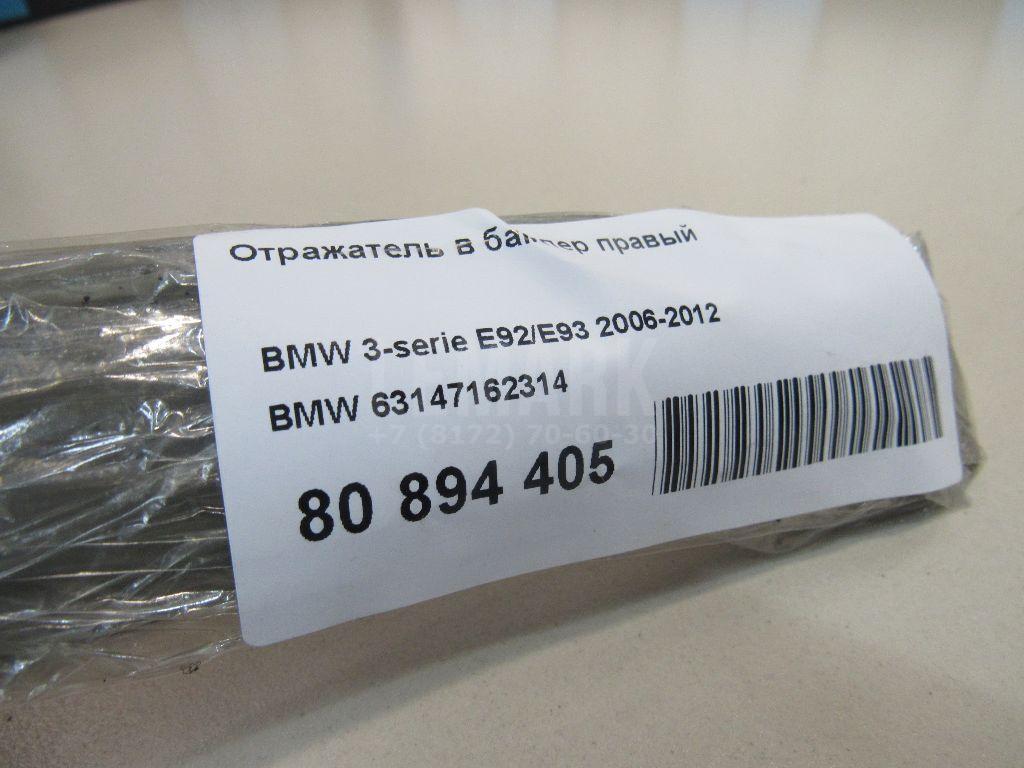 Отражатель в бампер правый
BMW 3-serie E92/E93 2006-2012
BMW 63147162314
LEMARK
+7 (8172) 70-60-30
80 894 405